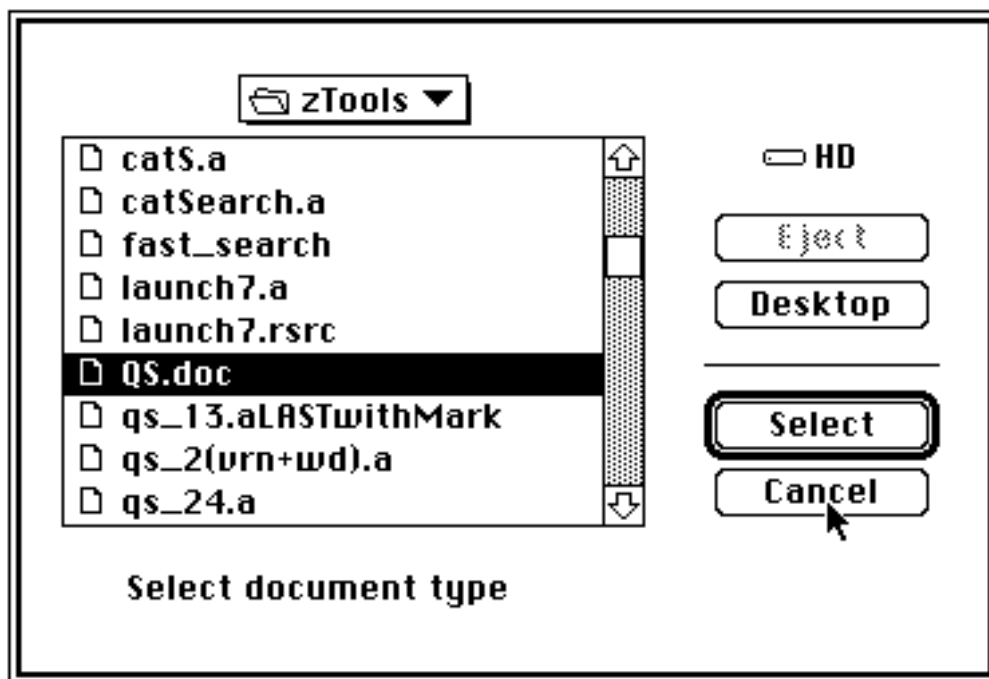 zTools
catS.a
catSearch.a
fast_search
launch7.a
launch7.rsrc
QS.doc
qs_13.aLASTwithMark
qs_2(vrn+wd).a
qs_24.a
HD
Eject
Desktop
Select
Cancel
Select document type